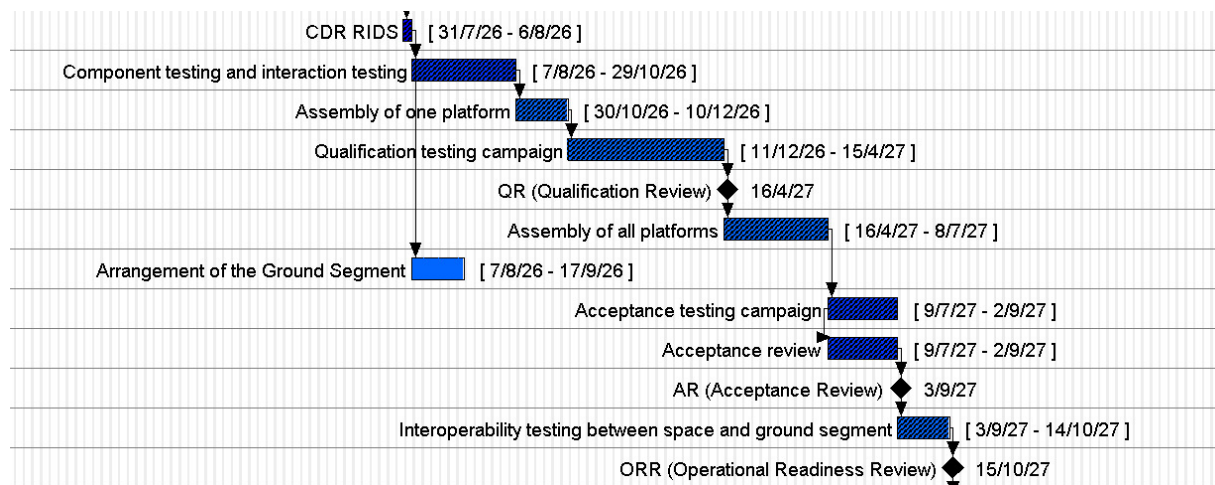 CDR RIDS [ 31/7/26 - 6/8/26 ]
Component testing and interaction testing [ 7/8/26 - 29/10/26 ]
Assembly of one platform [ 30/10/26 - 10/12/26 ]
Qualification testing campaign [ 11/12/26 - 15/4/27 ]
QR (Qualification Review) 16/4/27
Assembly of all platforms [ 16/4/27 - 8/7/27 ]
Arrangement of the Ground Segment [ 7/8/26 - 17/9/26 ]
Acceptance testing campaign [ 9/7/27 - 2/9/27 ]
Acceptance review [ 9/7/27 - 2/9/27 ]
AR (Acceptance Review) 3/9/27
Interoperability testing between space and ground segment [ 3/9/27 - 14/10/27 ]
ORR (Operational Readiness Review) 15/10/27